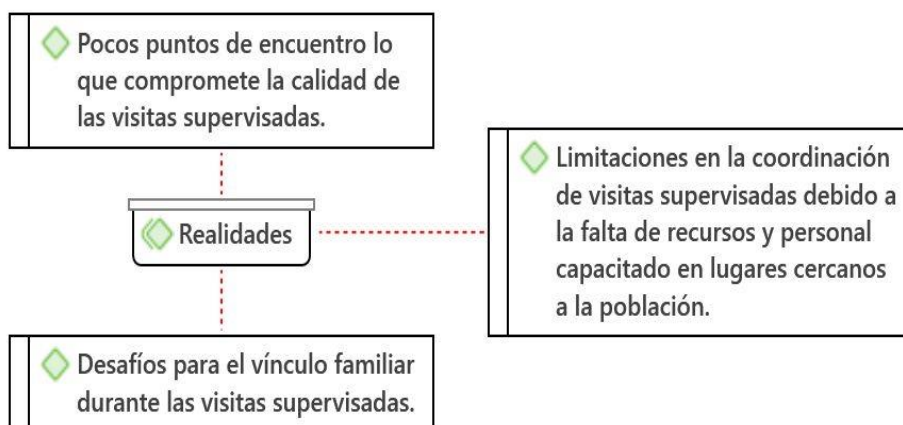 Pocos puntos de encuentro lo
que compromete la calidad de
las visitas supervisadas.
Limitaciones en la coordinación
de visitas supervisadas debido a
la falta de recursos y personal
capacitado en lugares cercanos
a la población.
Realidades
Desafíos para el vínculo familiar
durante las visitas supervisadas.